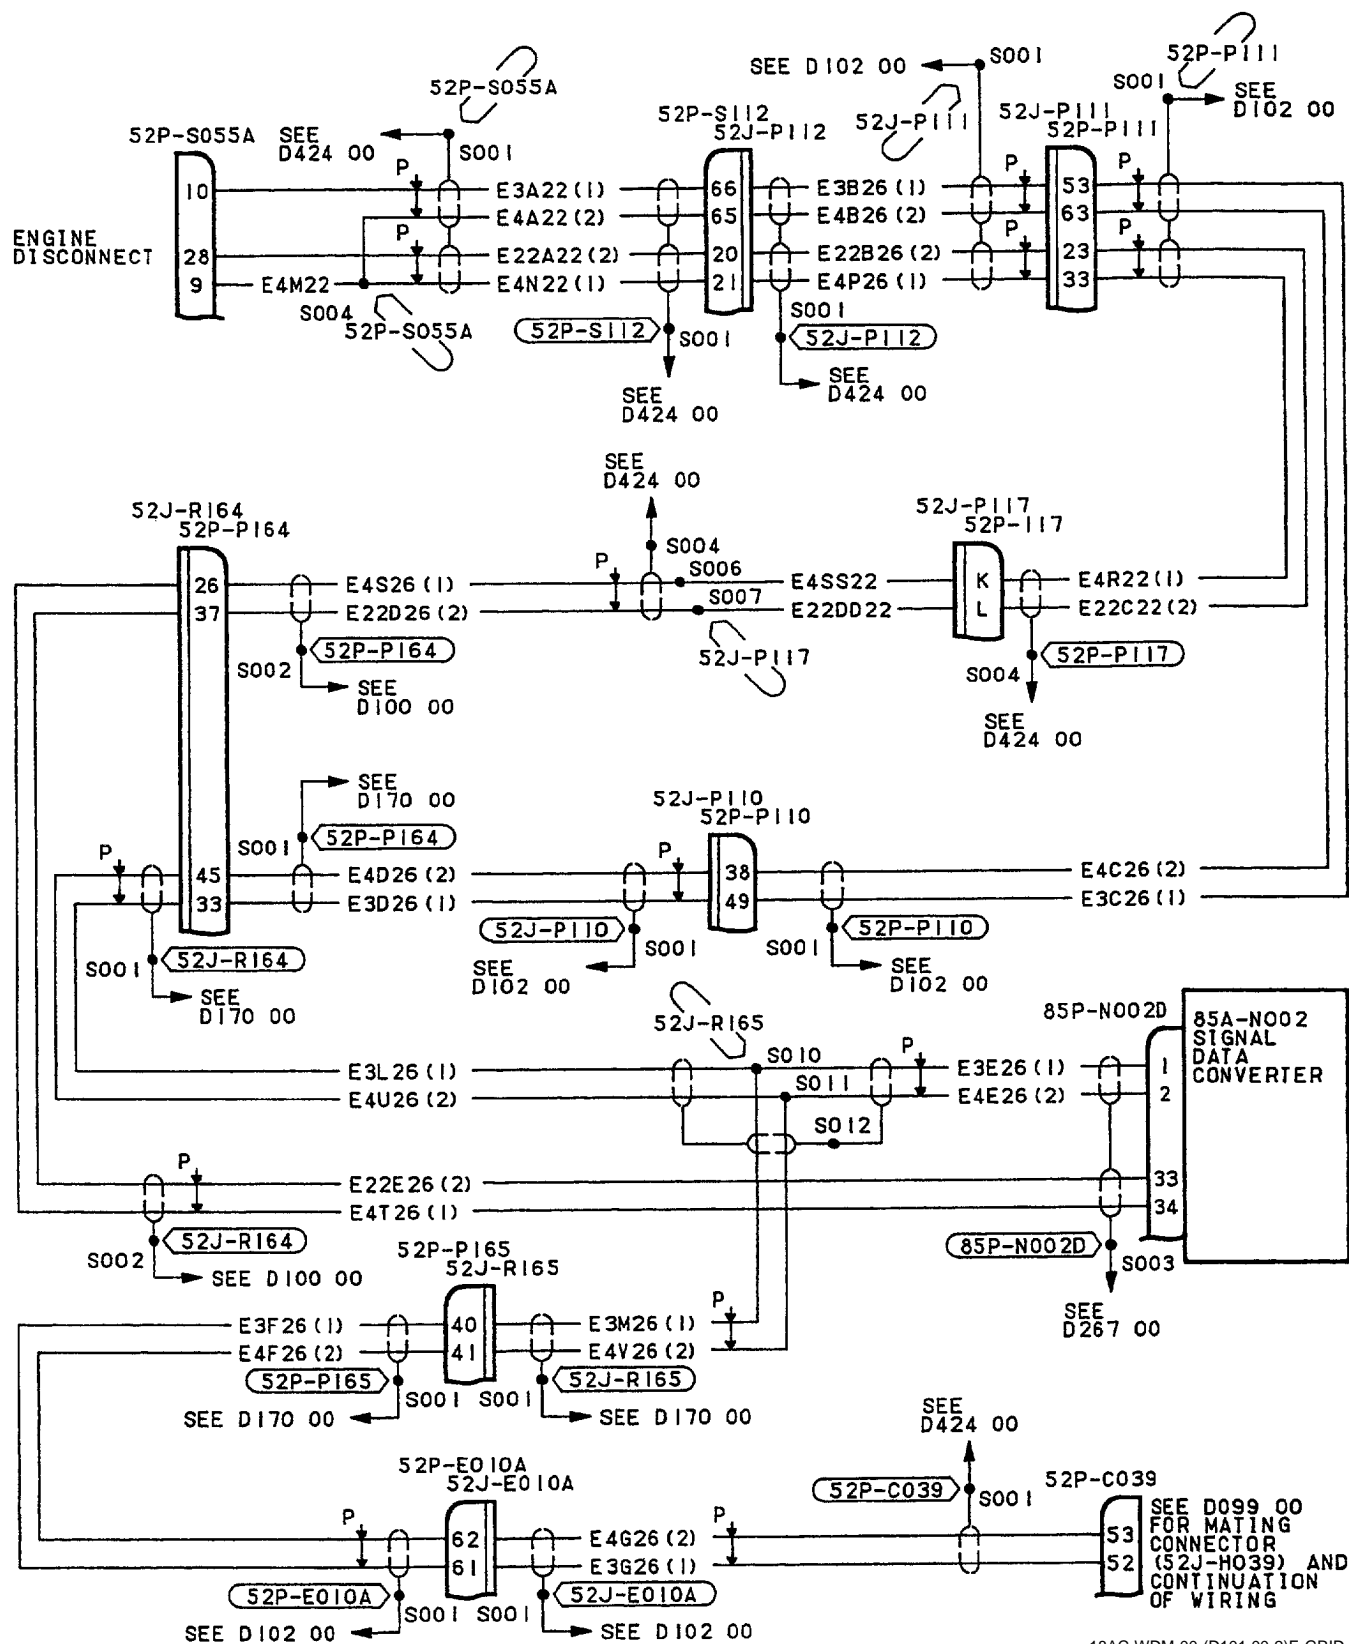 52P-P111
52P-S055A
SEE D102 00
S001
S001
SEE
D102 00
52P-S112
52J-P112
52J-P111
52J-P111
52P-P111
52P-S055A
SEE
D424 00
S001
P
P
P
10
E3A22(1)
66
E3B26(1)
53
E4A22(2)
65
E4B26(2)
63
ENGINE
DISCONNECT
P
P
P
28
E22A22(2)
20
E22B26(2)
23
9
E4M22
E4N22(1)
21
E4P26(1)
33
S004
52P-S055A
52P-S112
S001
S001
52J-P112
SEE
D424 00
SEE
D424 00
SEE
D424 00
52J-R164
52P-P164
52J-P117
52P-117
S004
P
S006
26
E4S26(1)
E4SS22
K
E4R22(1)
37
E22D26(2)
S007
E22DD22
L
E22C22(2)
52P-P164
52J-P117
52P-P117
S002
S004
SEE
D100 00
SEE
D424 00
SEE
D170 00
52J-P110
52P-P110
52P-P164
S001
P
P
45
E4D26(2)
38
E4C26(2)
33
E3D26(1)
49
E3C26(1)
52J-P110
S001
S001
52P-P110
S001
52J-R164
SEE
D102 00
SEE
D102 00
SEE
D170 00
52J-R165
85P-N002D
85A-N002
SIGNAL
DATA
CONVERTER
S010
P
E3L26(1)
E3E26(1)
1
S011
E4U26(2)
E4E26(2)
2
S012
P
E22E26(2)
33
E4T26(1)
34
52J-R164
S002
85P-N002D
S003
SEE D100 00
52P-P165
52J-R165
SEE
D267 00
P
E3F26(1)
40
E3M26(1)
E4F26(2)
41
E4V26(2)
52P-P165
S001
S001
52J-R165
SEE D170 00
SEE D170 00
SEE
D424 00
52P-E010A
52J-E010A
52P-C039
S001
52P-C039
P
P
62
E4G26(2)
53
61
E3G26(1)
52
SEE D099 00
FOR MATING
CONNECTOR
(52J-H039) AND
CONTINUATION
OF WIRING
52P-E010A
S001
S001
52J-E010A
SEE D102 00
SEE D102 00